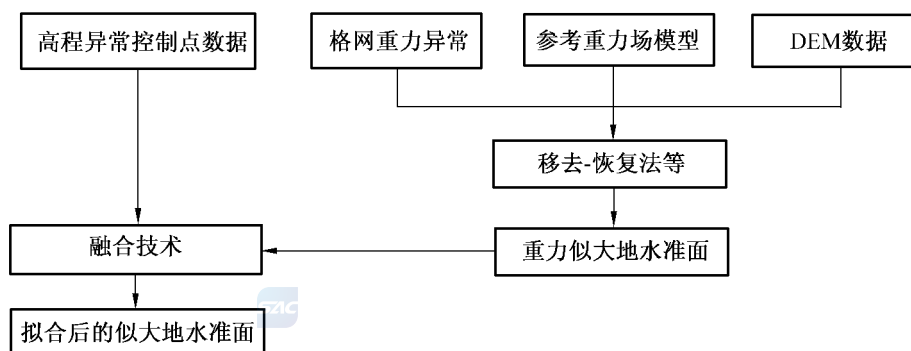 高程异常控制点数据
格网重力异常
参考重力场模型
DEM数据
移去-恢复法等
融合技术
重力似大地水准面
拟合后的似大地水准面
SAC